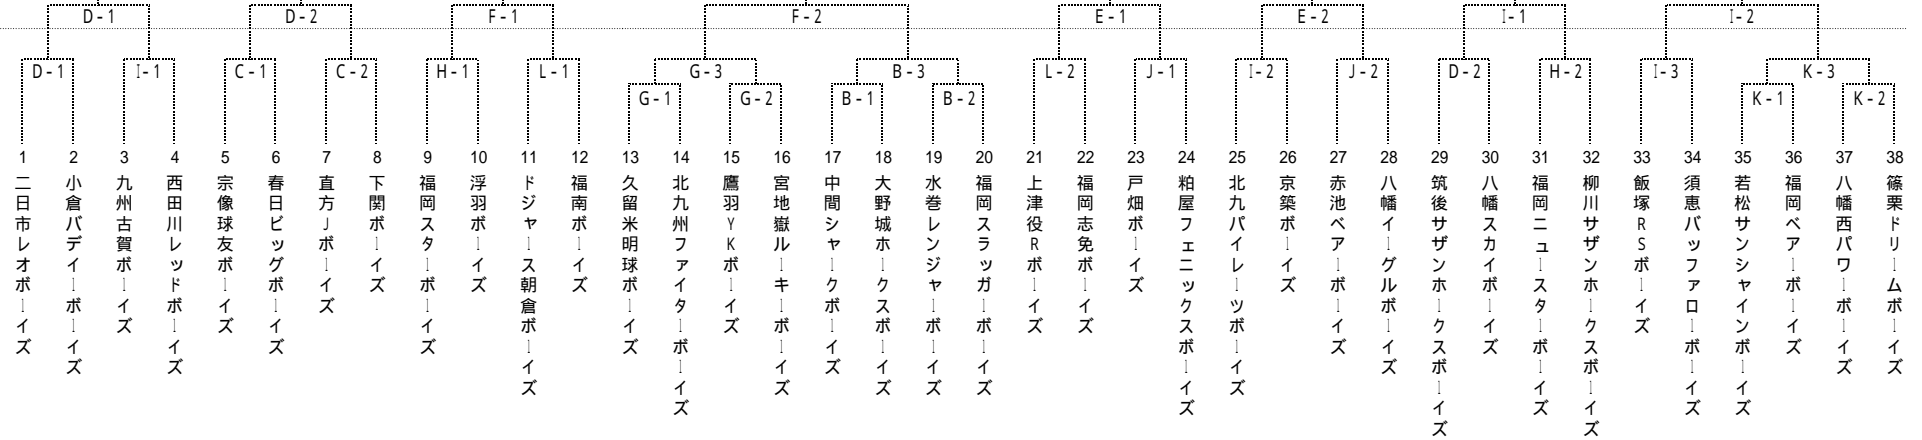 D-1 D-2 F-1 F-2 E-1 E-2 I-1 I-2
D-1 I-1 C-1 C-2 H-1 L-1 G-3 B-3 L-2 J-1 I-2 J-2 D-2 H-2 I-3 K-3
G-1 G-2 B-1 B-2 K-1 K-2
1 2 3 4 5 6 7 8 9 10 11 12 13 14 15 16 17 18 19 20 21 22 23 24 25 26 27 28 29 30 31 32 33 34 35 36 37 38
二日市レオボーイズ
小倉バデイーボーイズ
九州古賀ボーイズ
西田川レッドボーイズ
宗像球友ボーイズ
春日ビッグボーイズ
直方Jボーイズ
下関ボーイズ
福岡スターボーイズ
浮羽ボーイズ
ドジャース朝倉ボーイズ
福南ボーイズ
久留米明球ボーイズ
北九州ファイターボーイズ
鷹羽YKボーイズ
宮地嶽ルーキーボーイズ
中間シャークボーイズ
大野城ホークスボーイズ
水巻レンジャーボーイズ
福岡スラッガーボーイズ
上津役Rボーイズ
福岡志免ボーイズ
戸畑ボーイズ
粕屋フェニックスボーイズ
北九パイレーツボーイズ
京築ボーイズ
赤池ベアーボーイズ
八幡イーグルボーイズ
筑後サザンホークスボーイズ
八幡スカイボーイズ
福岡ニュースターボーイズ
柳川サザンホークスボーイズ
飯塚RSボーイズ
須恵バッファローボーイズ
若松サンシャインボーイズ
福岡ベアーボーイズ
八幡西パワーボーイズ
篠栗ドリームボーイズ